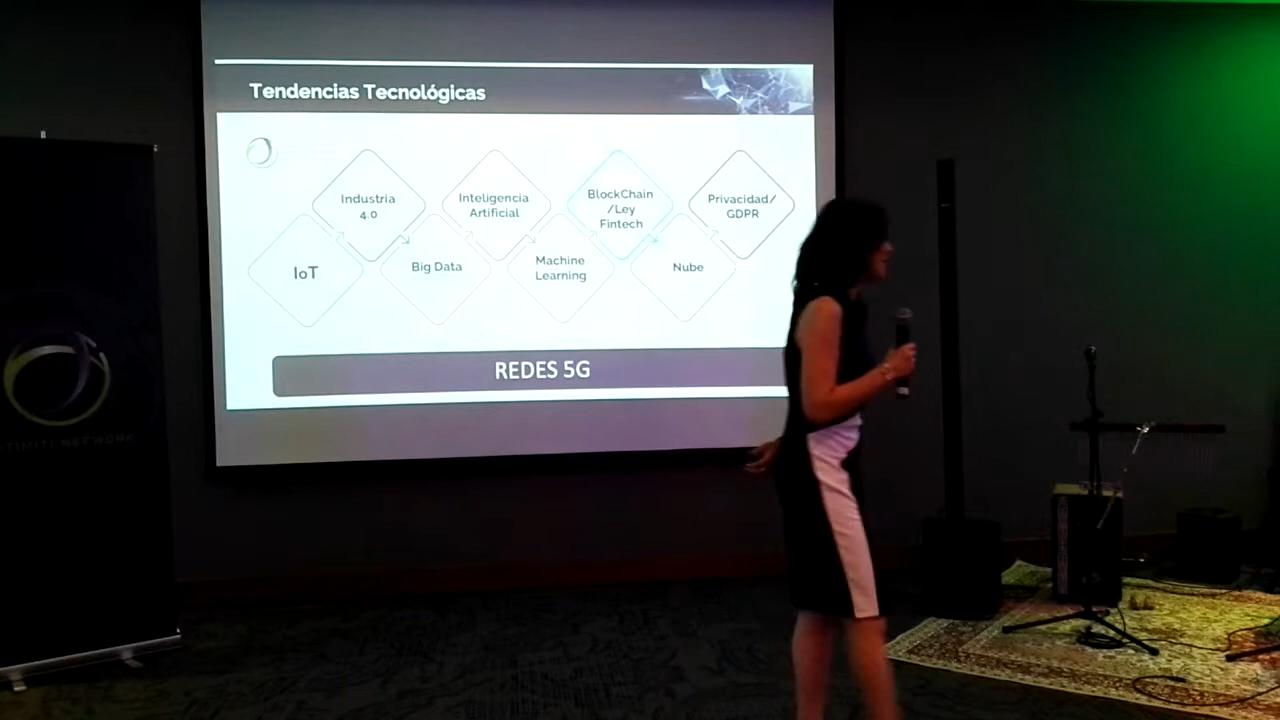 Tendencias Tecnológicas
Industria
4.0
Inteligencia
Artificial
BlockChain
/Ley
Fintech
Privacidad/
GDPR
IoT
Big Data
Machine
Learning
Nube
REDES 5G
NETWORK